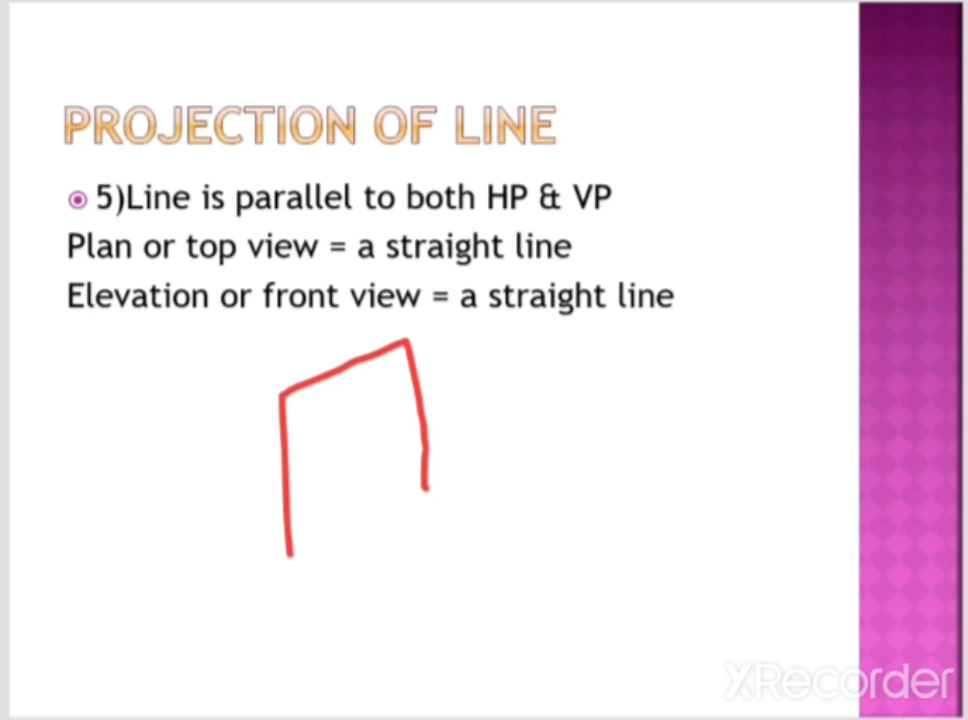 PROJECTION OF LINE
5)Line is parallel to both HP & VP
Plan or top view = a straight line
Elevation or front view = a straight line
XRecorder